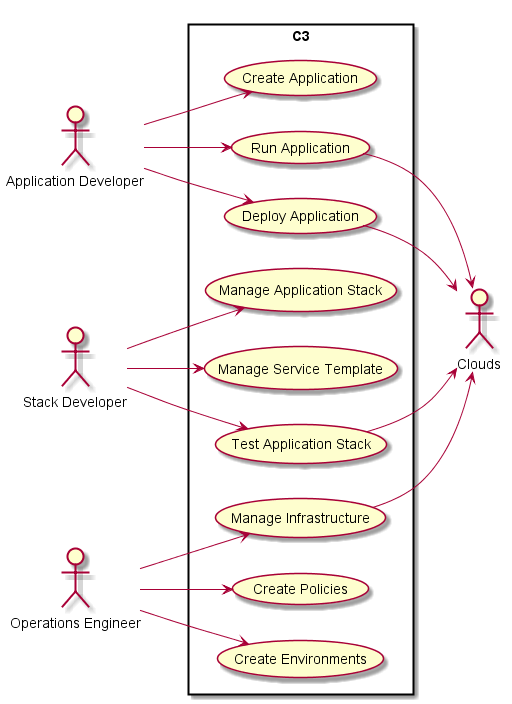 C3
Create Application
Run Application
Application Developer
Deploy Application
Manage Application Stack
Clouds
Manage Service Template
Stack Developer
Test Application Stack
Manage Infrastructure
Create Policies
Operations Engineer
Create Environments